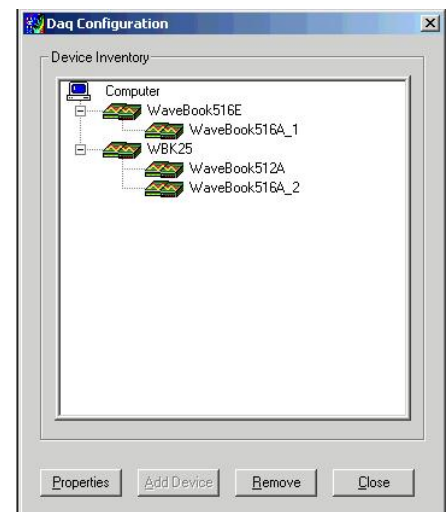 Daq Configuration
Device Inventory
Computer
WaveBook516E
WaveBook516A_1
WBK25
WaveBook512A
WaveBook516A_2
Properties
Add Device
Remove
Close